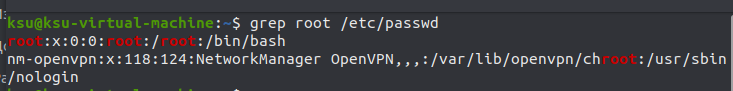 ksu@ksu-virtual-machine:~$ grep root /etc/passwd
root:x:0:0:root:/root:/bin/bash
nm-openvpn:x:118:124:NetworkManager OpenVPN,,,:/var/lib/openvpn/chroot:/usr/sbin
/nologin